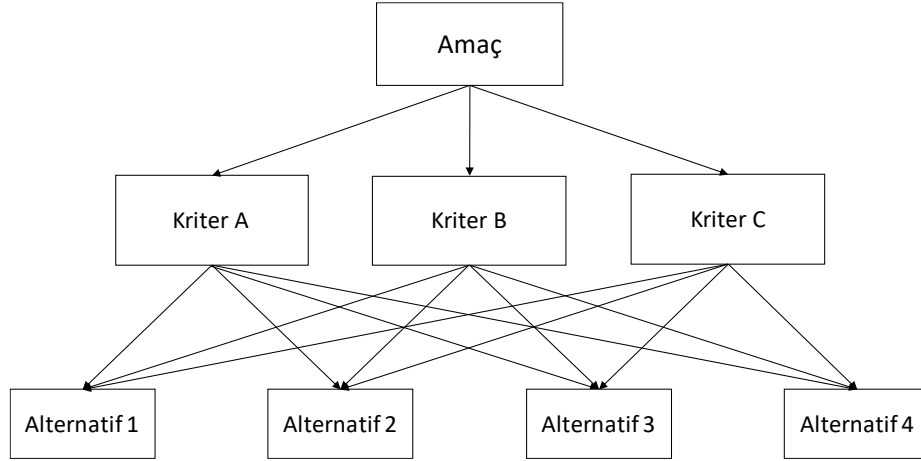 Amaç
Kriter A
Kriter B
Kriter C
Alternatif 1
Alternatif 2
Alternatif 3
Alternatif 4